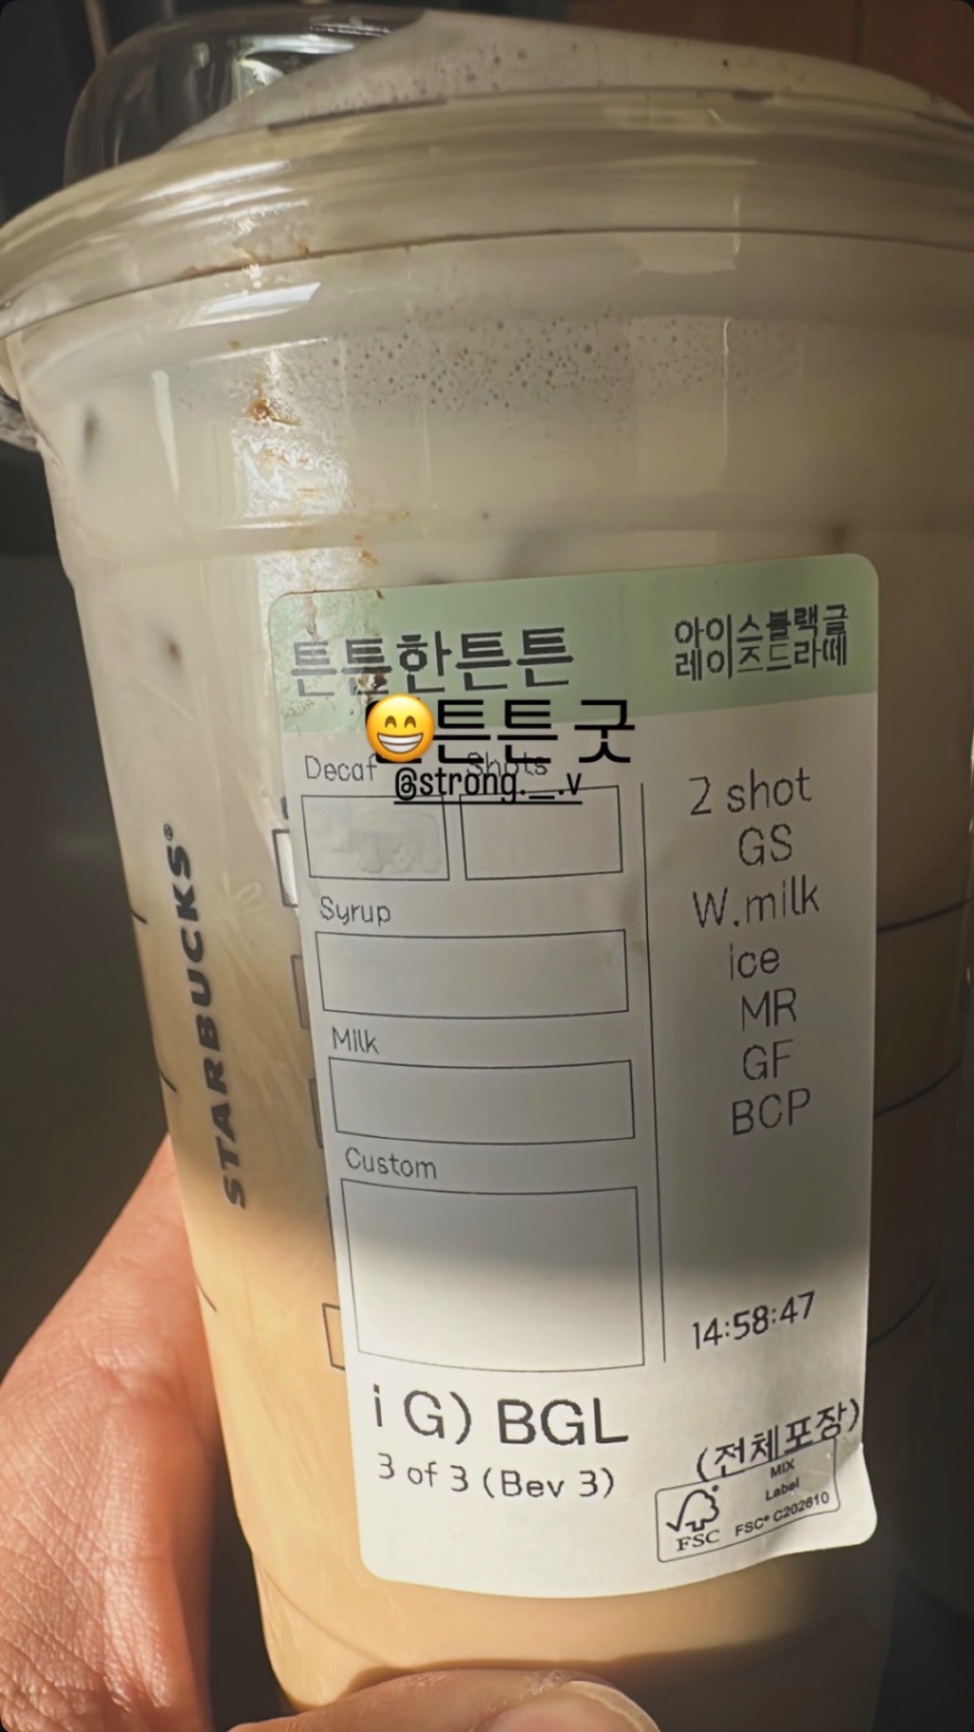 튼튼한튼튼
아이스블랙글
레이즈드라떼
😁튼튼 굿
@strong._.v
Decaf
Shots
2 shot
GS
W.milk
ice
MR
GF
BCP
Syrup
Milk
Custom
14:58:47
i G) BGL
3 of 3 (Bev 3)
(전체포장)
MIX
Label
FSC® C202610
FSC
STARBUCKS®